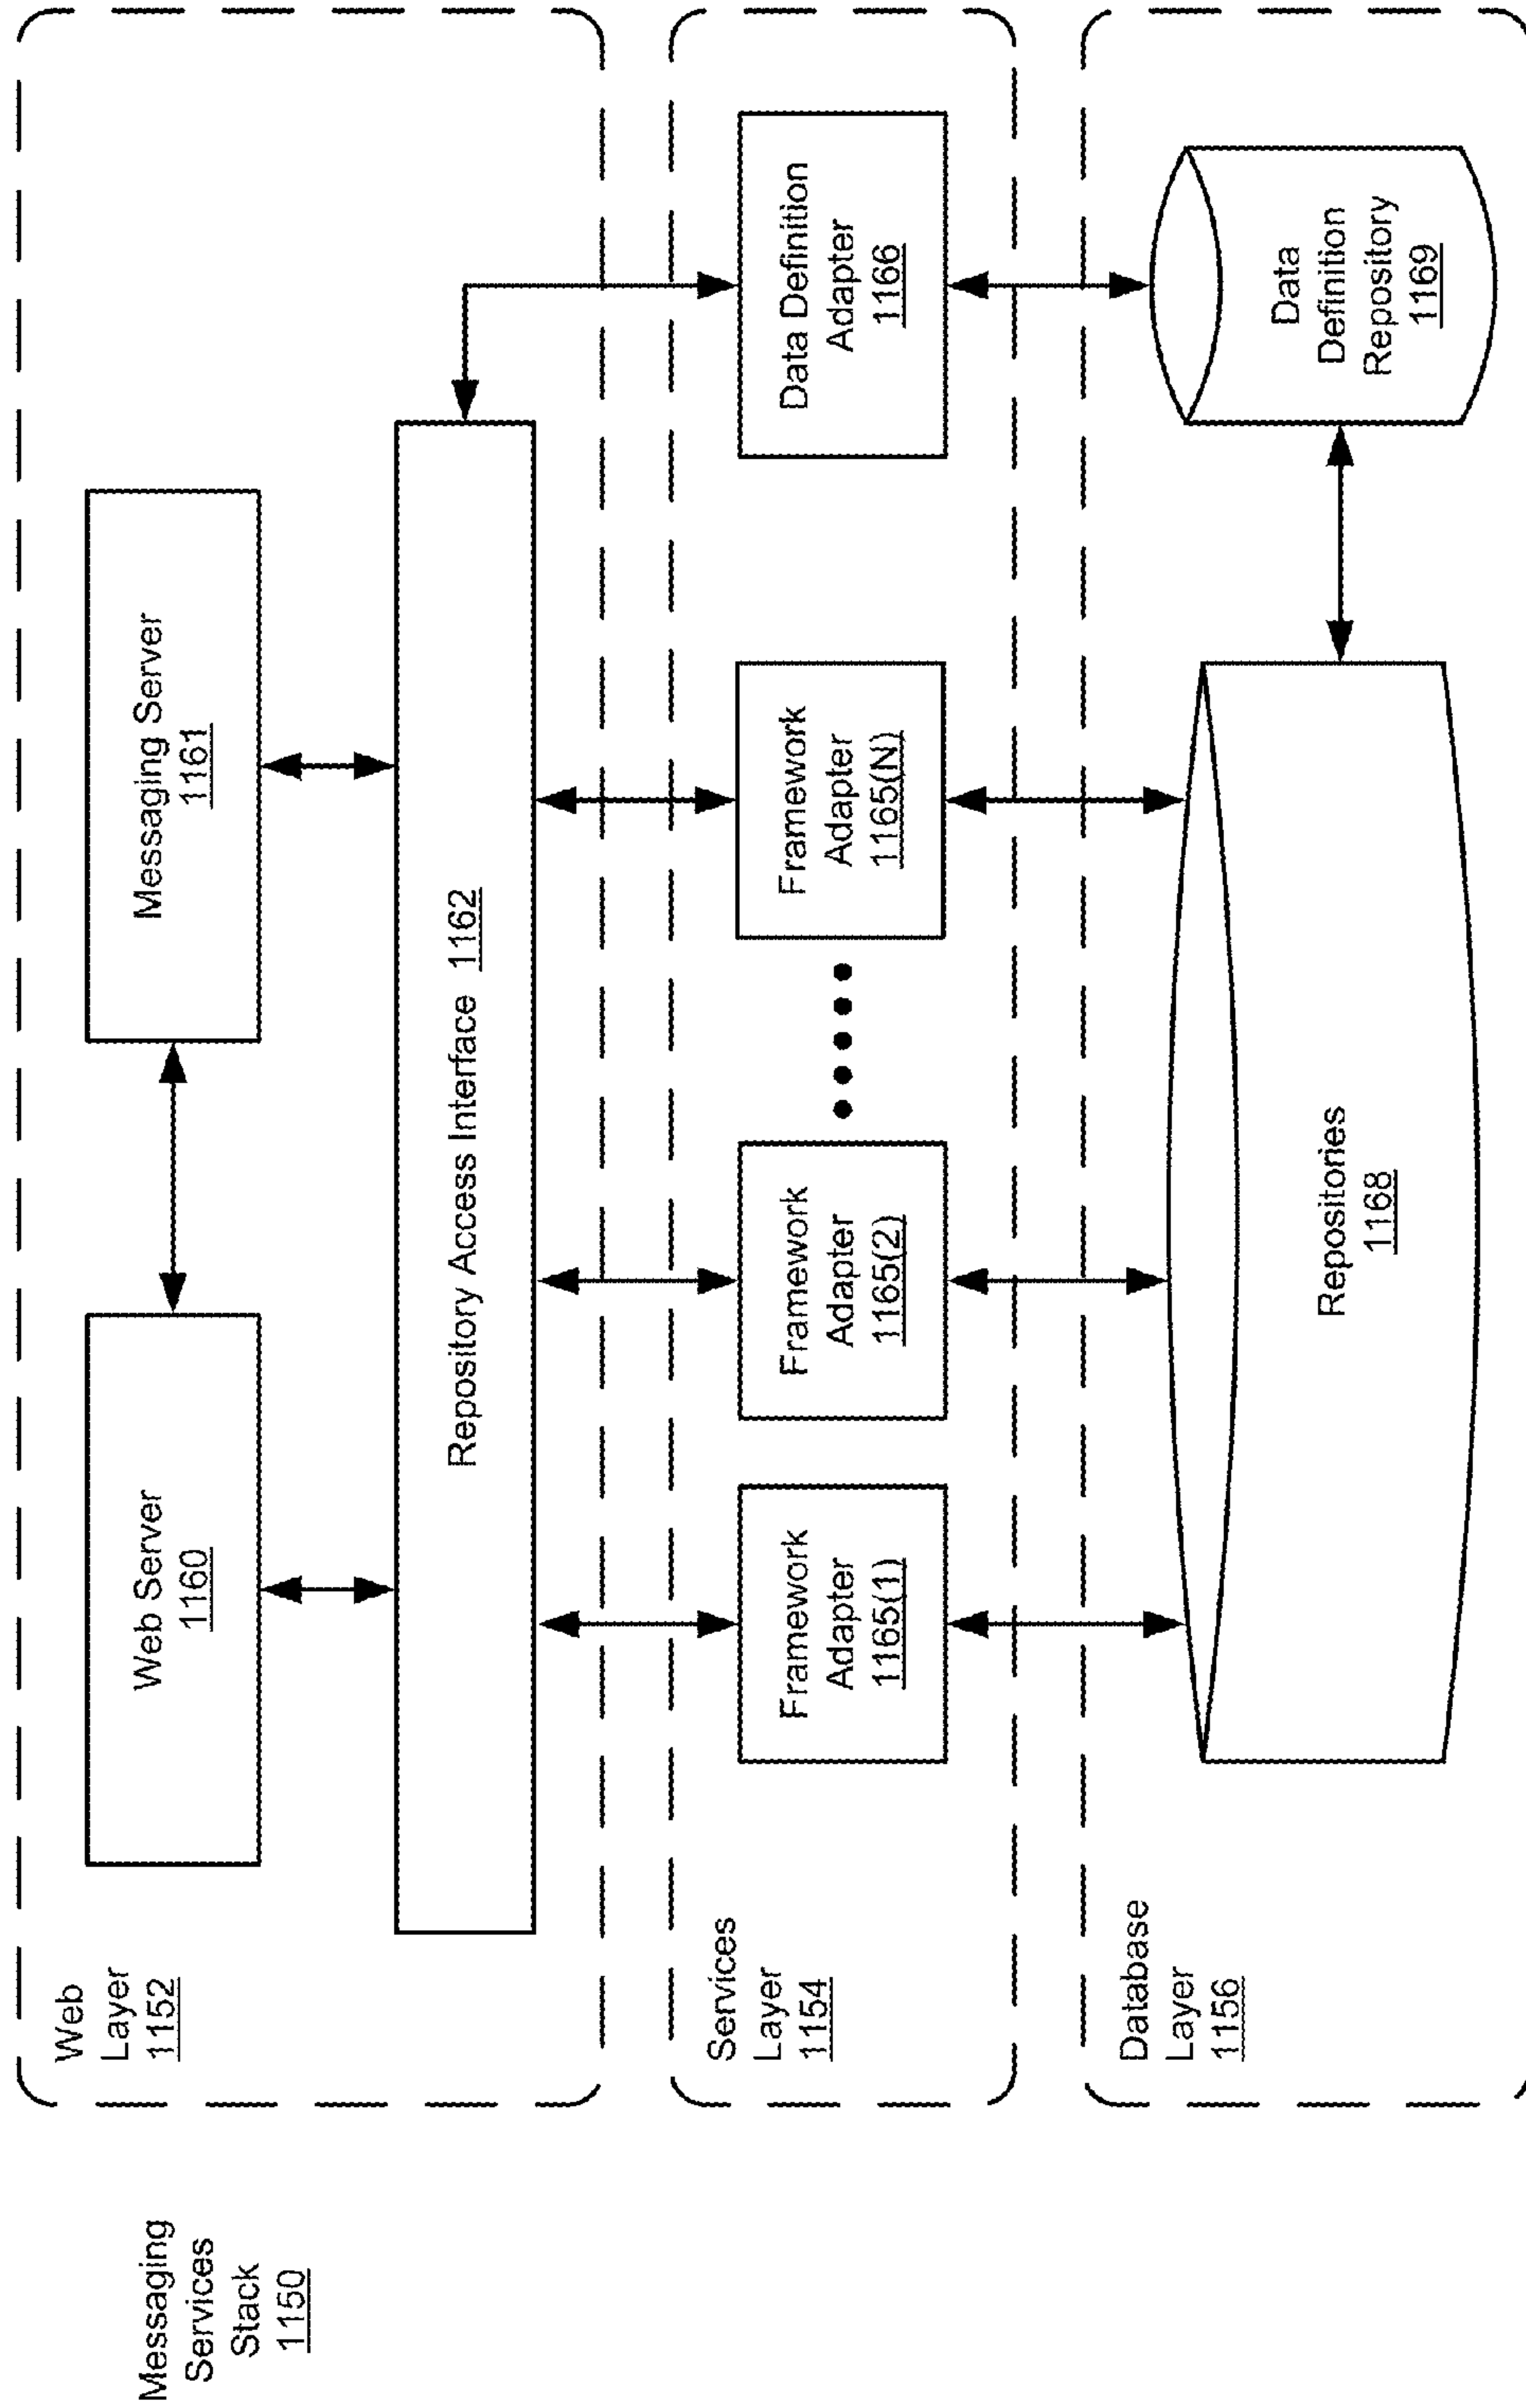 Messaging
Services
Stack
1150
Web
Layer
1152
Web Server
1160
Messaging Server
1161
Repository Access Interface 1162
Services
Layer
1154
Framework
Adapter
1165(1)
Framework
Adapter
1165(2)
Framework
Adapter
1165(N)
Data Definition
Adapter
1166
Database
Layer
1156
Repositories
1168
Data
Definition
Repository
1169